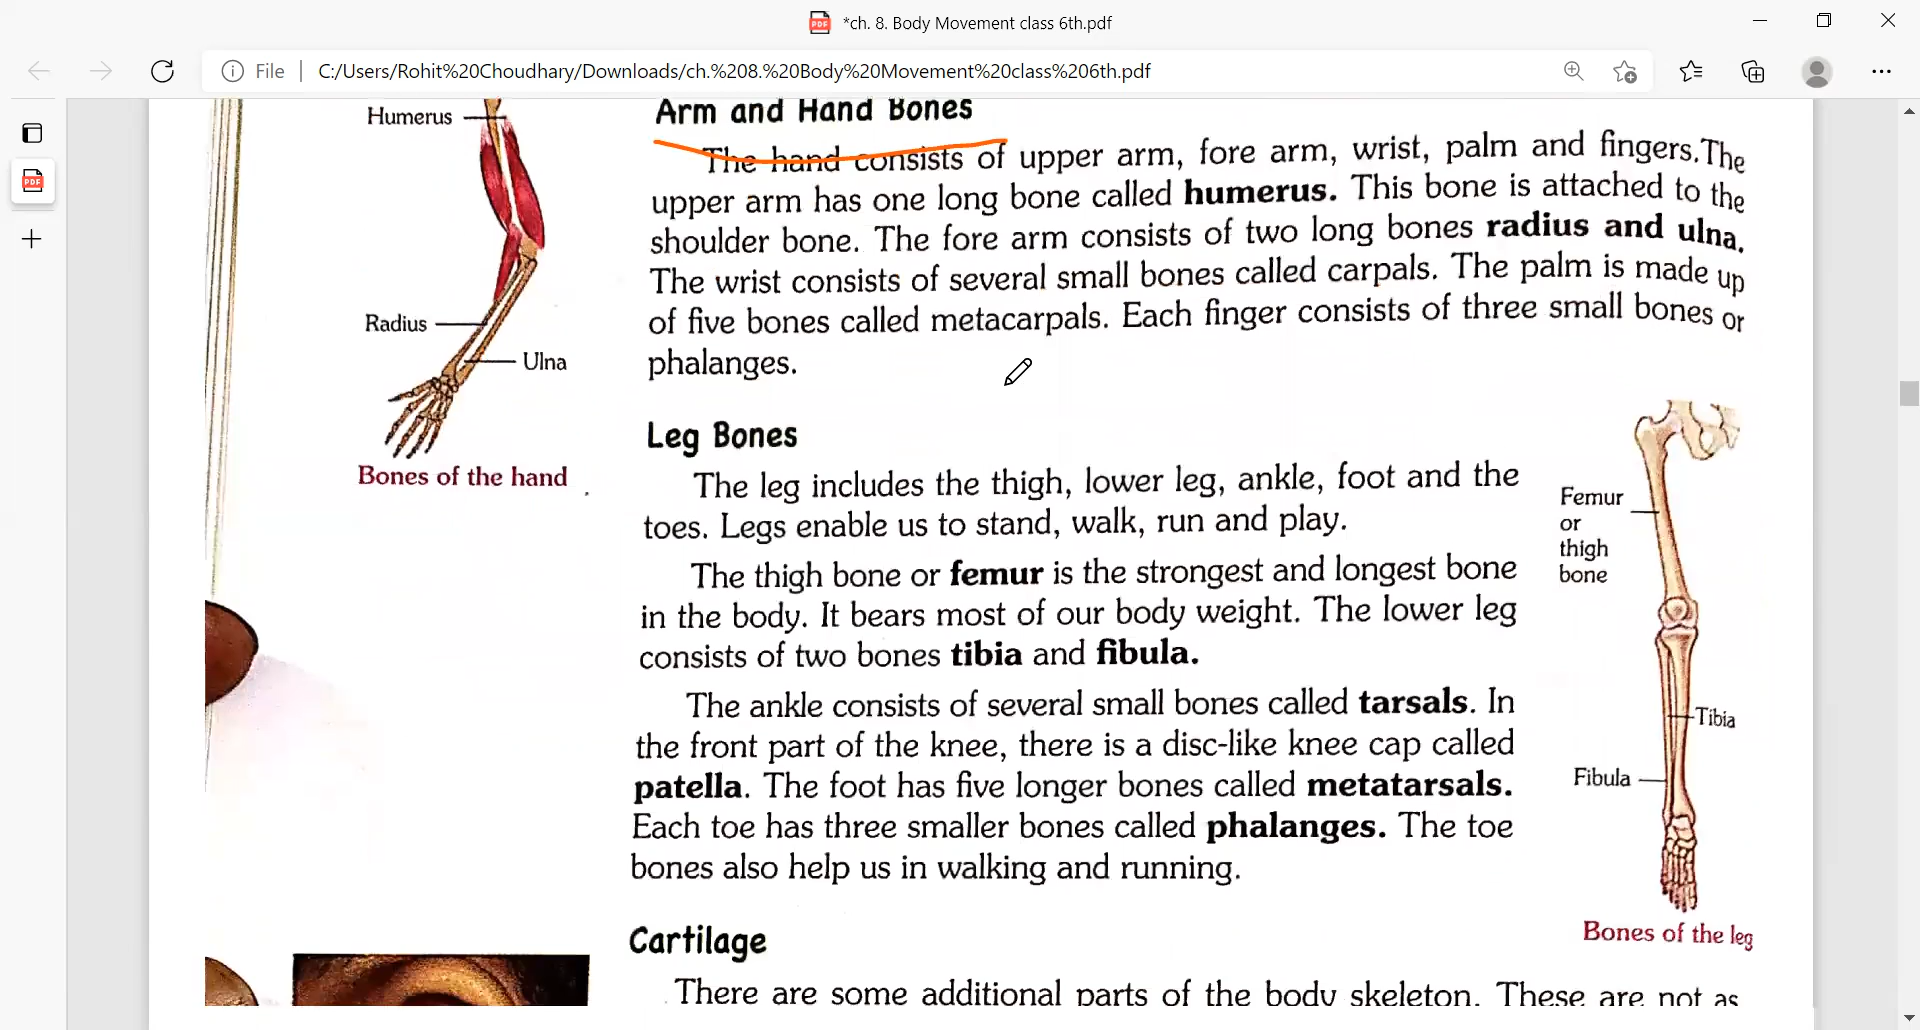 *ch. 8. Body Movement class 6th.pdf
File
C:/Users/Rohit%20Choudhary/Downloads/ch.%208.%20Body%20Movement%20class%206th.pdf
Arm and Hand Bones
The hand consists of upper arm, fore arm, wrist, palm and fingers.The
upper arm has one long bone called humerus. This bone is attached to the
shoulder bone. The fore arm consists of two long bones radius and ulna.
The wrist consists of several small bones called carpals. The palm is made up
of five bones called metacarpals. Each finger consists of three small bones or
phalanges.
Humerus
Radius
Ulna
Bones of the hand
Leg Bones
The leg includes the thigh, lower leg, ankle, foot and the
toes. Legs enable us to stand, walk, run and play.
The thigh bone or femur is the strongest and longest bone
in the body. It bears most of our body weight. The lower leg
consists of two bones tibia and fibula.
The ankle consists of several small bones called tarsals. In
the front part of the knee, there is a disc-like knee cap called
patella. The foot has five longer bones called metatarsals.
Each toe has three smaller bones called phalanges. The toe
bones also help us in walking and running.
Femur
or
thigh
bone
Tibia
Fibula
Bones of the leg
Cartilage
There are some additional parts of the body skeleton. These are not as
PDF
PDF